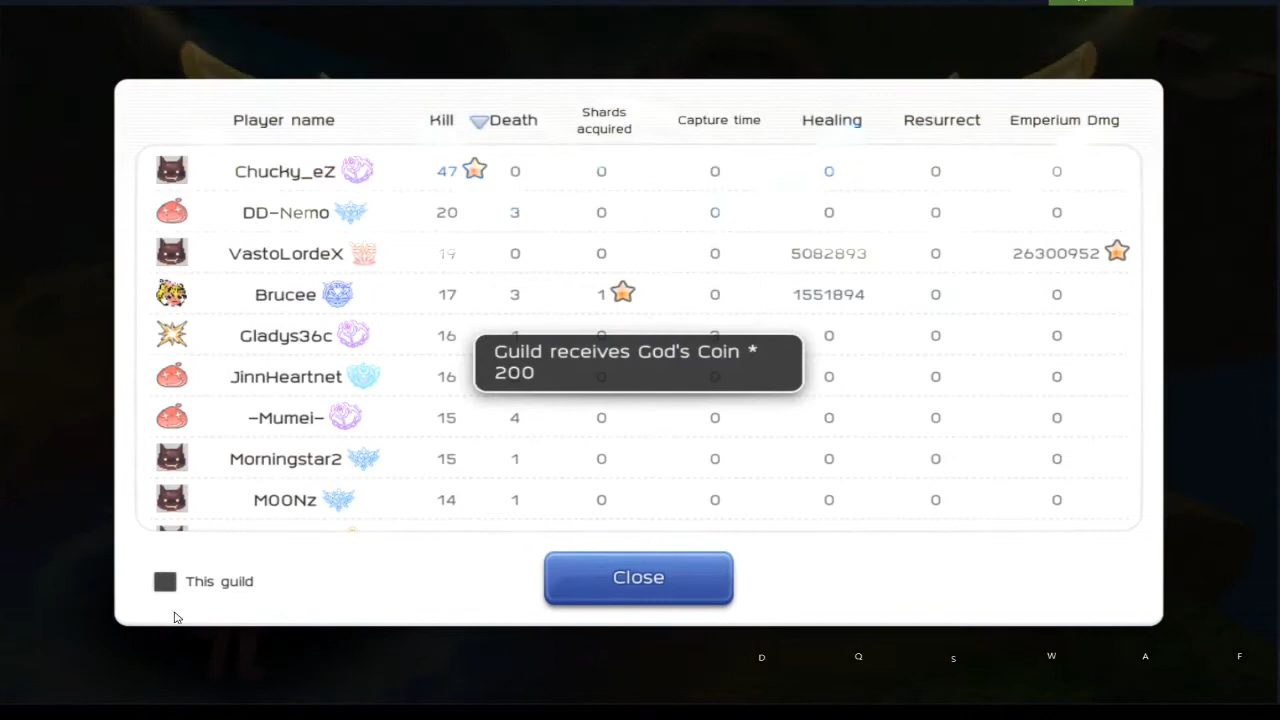 Player name Kill Death Shards acquired Capture time Healing Resurrect Emperium Dmg
Chucky_eZ 47 0 0 0 0 0 0
DD-Nemo 20 3 0 0 0 0 0
VastoLordeX 19 0 0 0 5082893 0 26300952
Brucee 17 3 1 0 1551894 0 0
Gladys36c 16 0 0 0
JinnHeartnet 16 0 0 0
Guild receives God's Coin *
200
-Mumei- 15 4 0 0 0 0 0
Morningstar2 15 1 0 0 0 0 0
M00Nz 14 1 0 0 0 0 0
This guild
Close
D Q S W A F